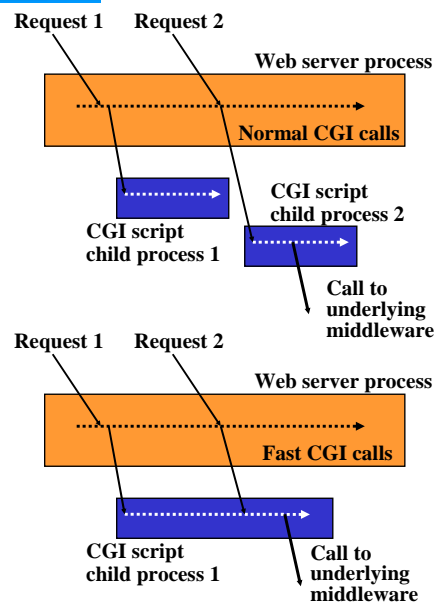 Request 1
Request 2
Web server process
Normal CGI calls
CGI script
child process 1
CGI script
child process 2
Call to
underlying
middleware
Request 1
Request 2
Web server process
Fast CGI calls
CGI script
child process 1
Call to
underlying
middleware